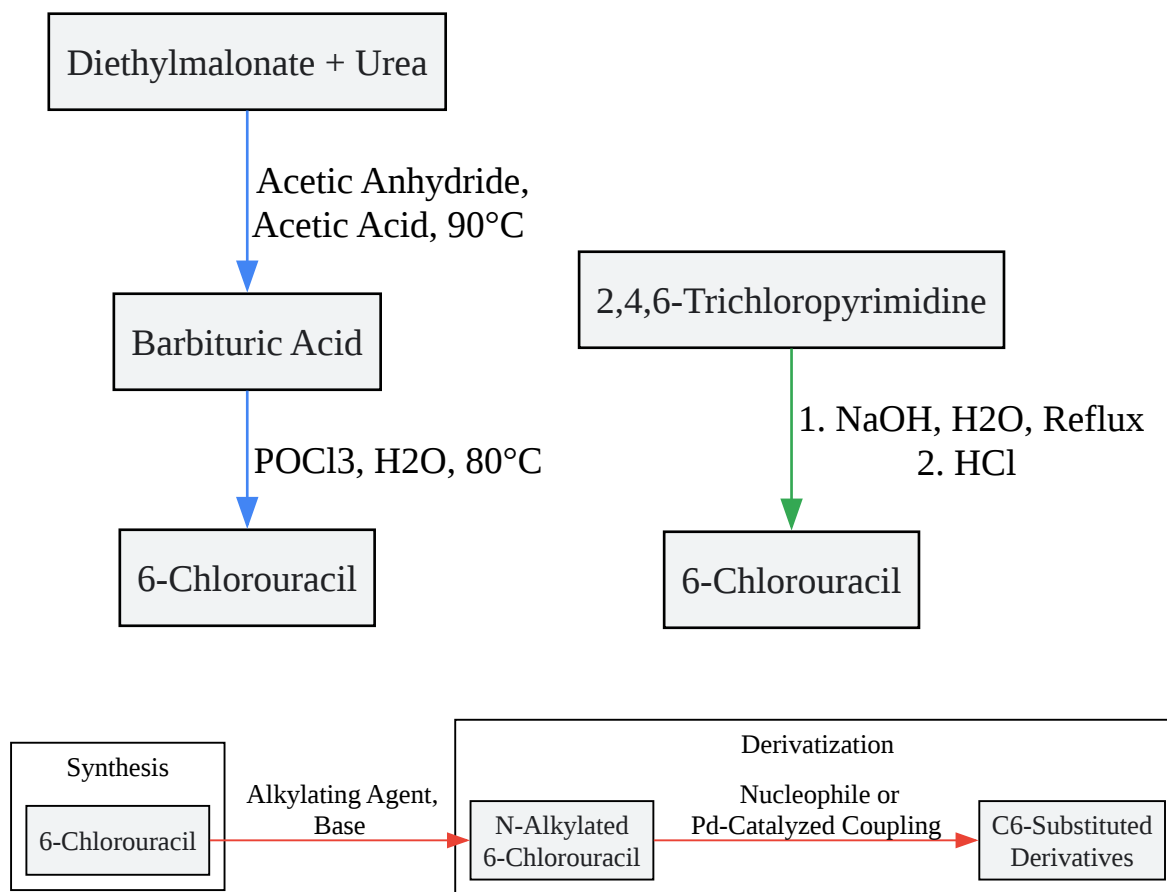 Diethylmalonate + Urea
Acetic Anhydride,
Acetic Acid, 90°C
Barbituric Acid
POCl3, H2O, 80°C
6-Chlorouracil
2,4,6-Trichloropyrimidine
1. NaOH, H2O, Reflux
2. HCl
6-Chlorouracil
Synthesis
6-Chlorouracil
Alkylating Agent,
Base
Derivatization
N-Alkylated
6-Chlorouracil
Nucleophile or
Pd-Catalyzed Coupling
C6-Substituted
Derivatives